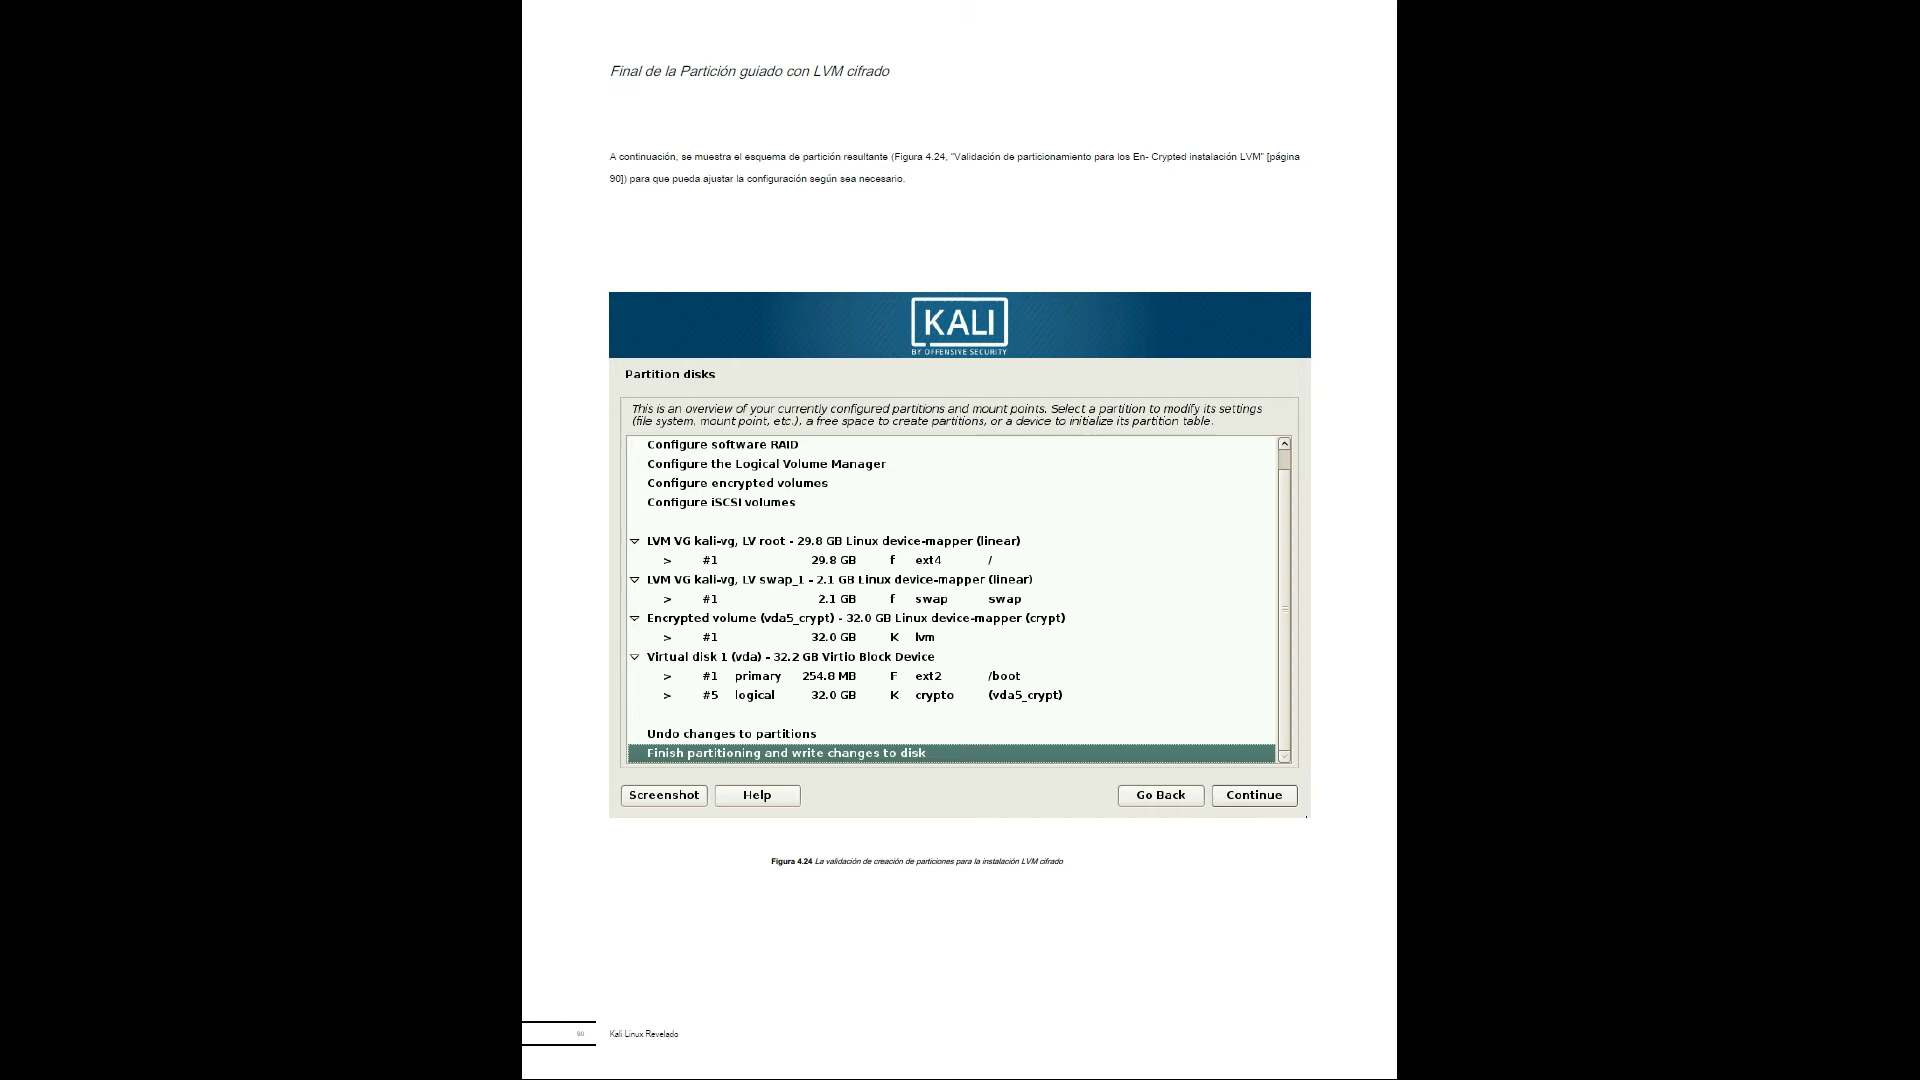 Final de la Partición guiado con LVM cifrado
A continuación, se muestra el esquema de partición resultante (Figura 4.24, "Validación de particionamiento para los En- Crypted instalación LVM" [página
90]) para que pueda ajustar la configuración según sea necesario.
KALI
BY OFFENSIVE SECURITY
Partition disks
This is an overview of your currently configured partitions and mount points. Select a partition to modify its settings
(file system, mount point, etc.), a free space to create partitions, or a device to initialize its partition table.
Configure software RAID
Configure the Logical Volume Manager
Configure encrypted volumes
Configure iSCSI volumes
LVM VG kali-vg, LV root - 29.8 GB Linux device-mapper (linear)
> #1 29.8 GB f ext4 /
LVM VG kali-vg, LV swap_1 - 2.1 GB Linux device-mapper (linear)
> #1 2.1 GB f swap swap
Encrypted volume (vda5_crypt) - 32.0 GB Linux device-mapper (crypt)
> #1 32.0 GB K lvm
Virtual disk 1 (vda) - 32.2 GB Virtio Block Device
> #1 primary 254.8 MB F ext2 /boot
> #5 logical 32.0 GB K crypto (vda5_crypt)
Undo changes to partitions
Finish partitioning and write changes to disk
Screenshot Help Go Back Continue
Figura 4.24 La validación de creación de particiones para la instalación LVM cifrado
90 Kali Linux Revelado